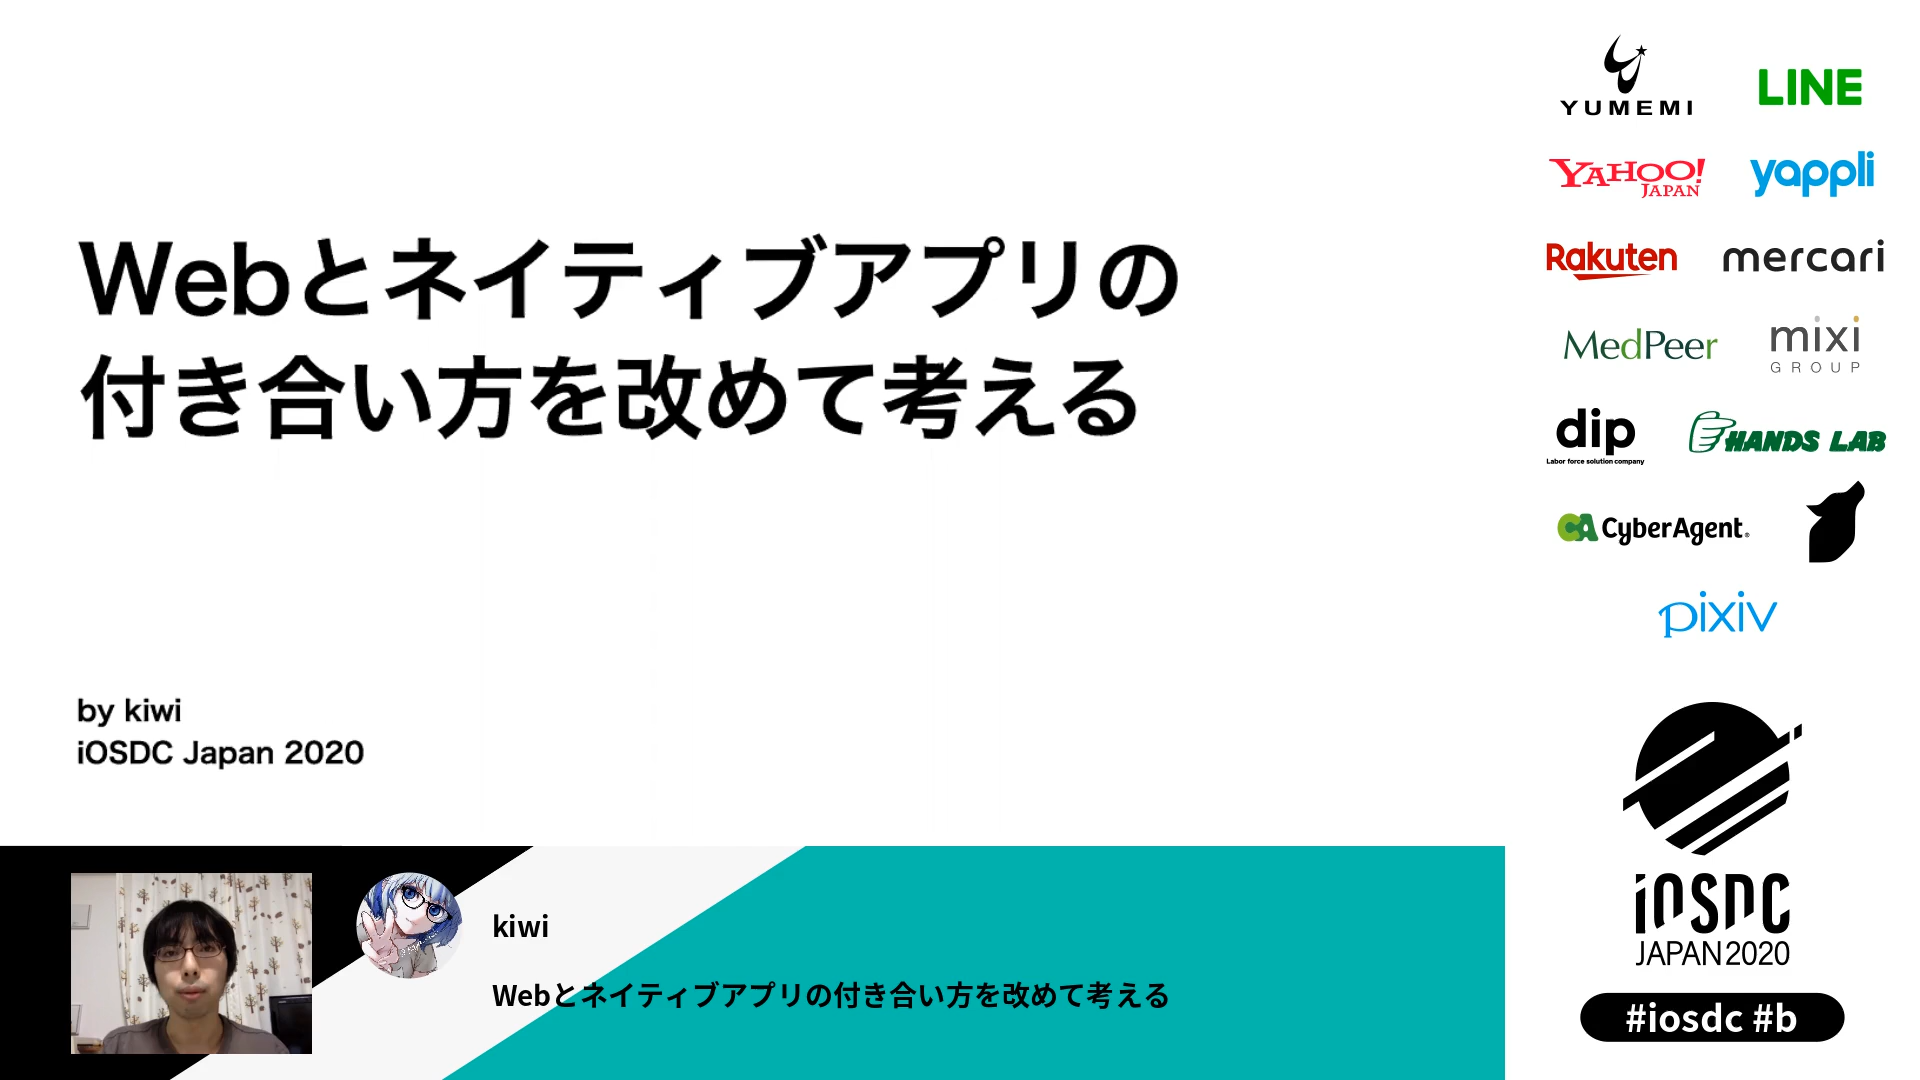 Webとネイティブアプリの
付き合い方を改めて考える
by kiwi
iOSDC Japan 2020
kiwi
Webとネイティブアプリの付き合い方を改めて考える
YUMEMI
LINE
YAHOO!
JAPAN
yappli
Rakuten
mercari
MedPeer
mixi
GROUP
dip
Labor force solution company
HANDS LAB
CA CyberAgent®
pixiv
iOSDC
JAPAN 2020
#iosdc #b